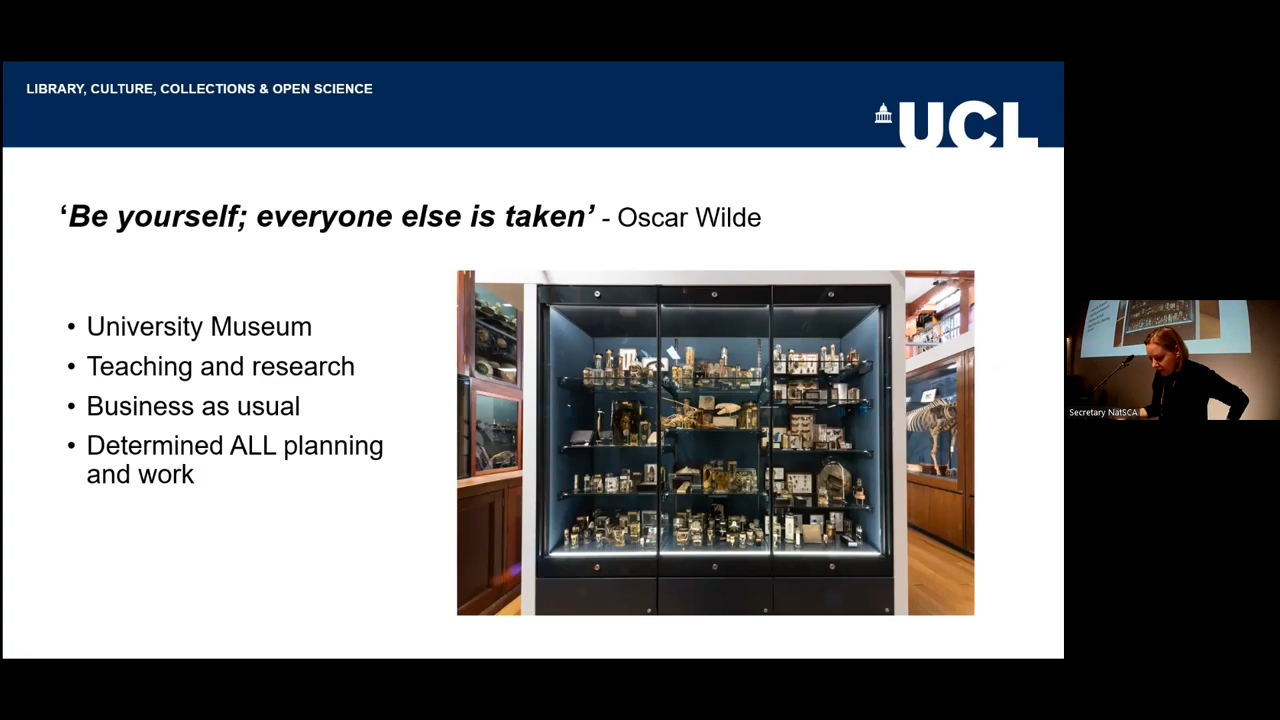 LIBRARY, CULTURE, COLLECTIONS & OPEN SCIENCE
UCL
‘Be yourself; everyone else is taken’ - Oscar Wilde
• University Museum
• Teaching and research
• Business as usual
• Determined ALL planning
and work
Secretary NatSCA